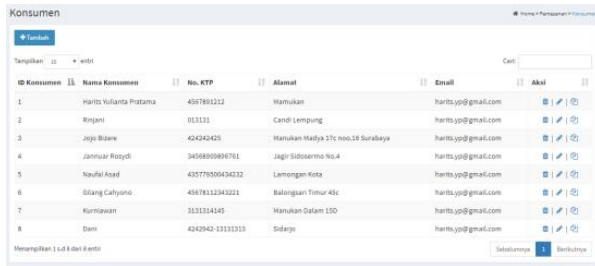 Konsumen
Home > Pemesanan > Konsumen
+ Tambah
Tampilkan 10 entri Cari:
ID Konsumen Nama Konsumen No. KTP Alamat Email Aksi
1 Harits Yulianta Pratama 4567891212 Mamukan harits.yp@gmail.com
2 Rinjani 013131 Candi Lempung harits.yp@gmail.com
3 Jojo Bizare 424242425 Manukan Madya 17c noo.16 Surabaya harits.yp@gmail.com
4 Jannuar Rosydi 34568909896761 Jagir Sidosermo No.4 harits.yp@gmail.com
5 Naufal Asad 435779500434232 Lamongan Kota harits.yp@gmail.com
6 Gilang Cahyono 45678112343221 Balongsari Timur 45c harits.yp@gmail.com
7 Kurniawan 3131314145 Manukan Dalam 15D harits.yp@gmail.com
8 Dani 4242942-13131313 Sidarjo harits.yp@gmail.com
Menampilkan 1 s.d 8 dari 8 entri Sebelumnya 1 Berikutnya